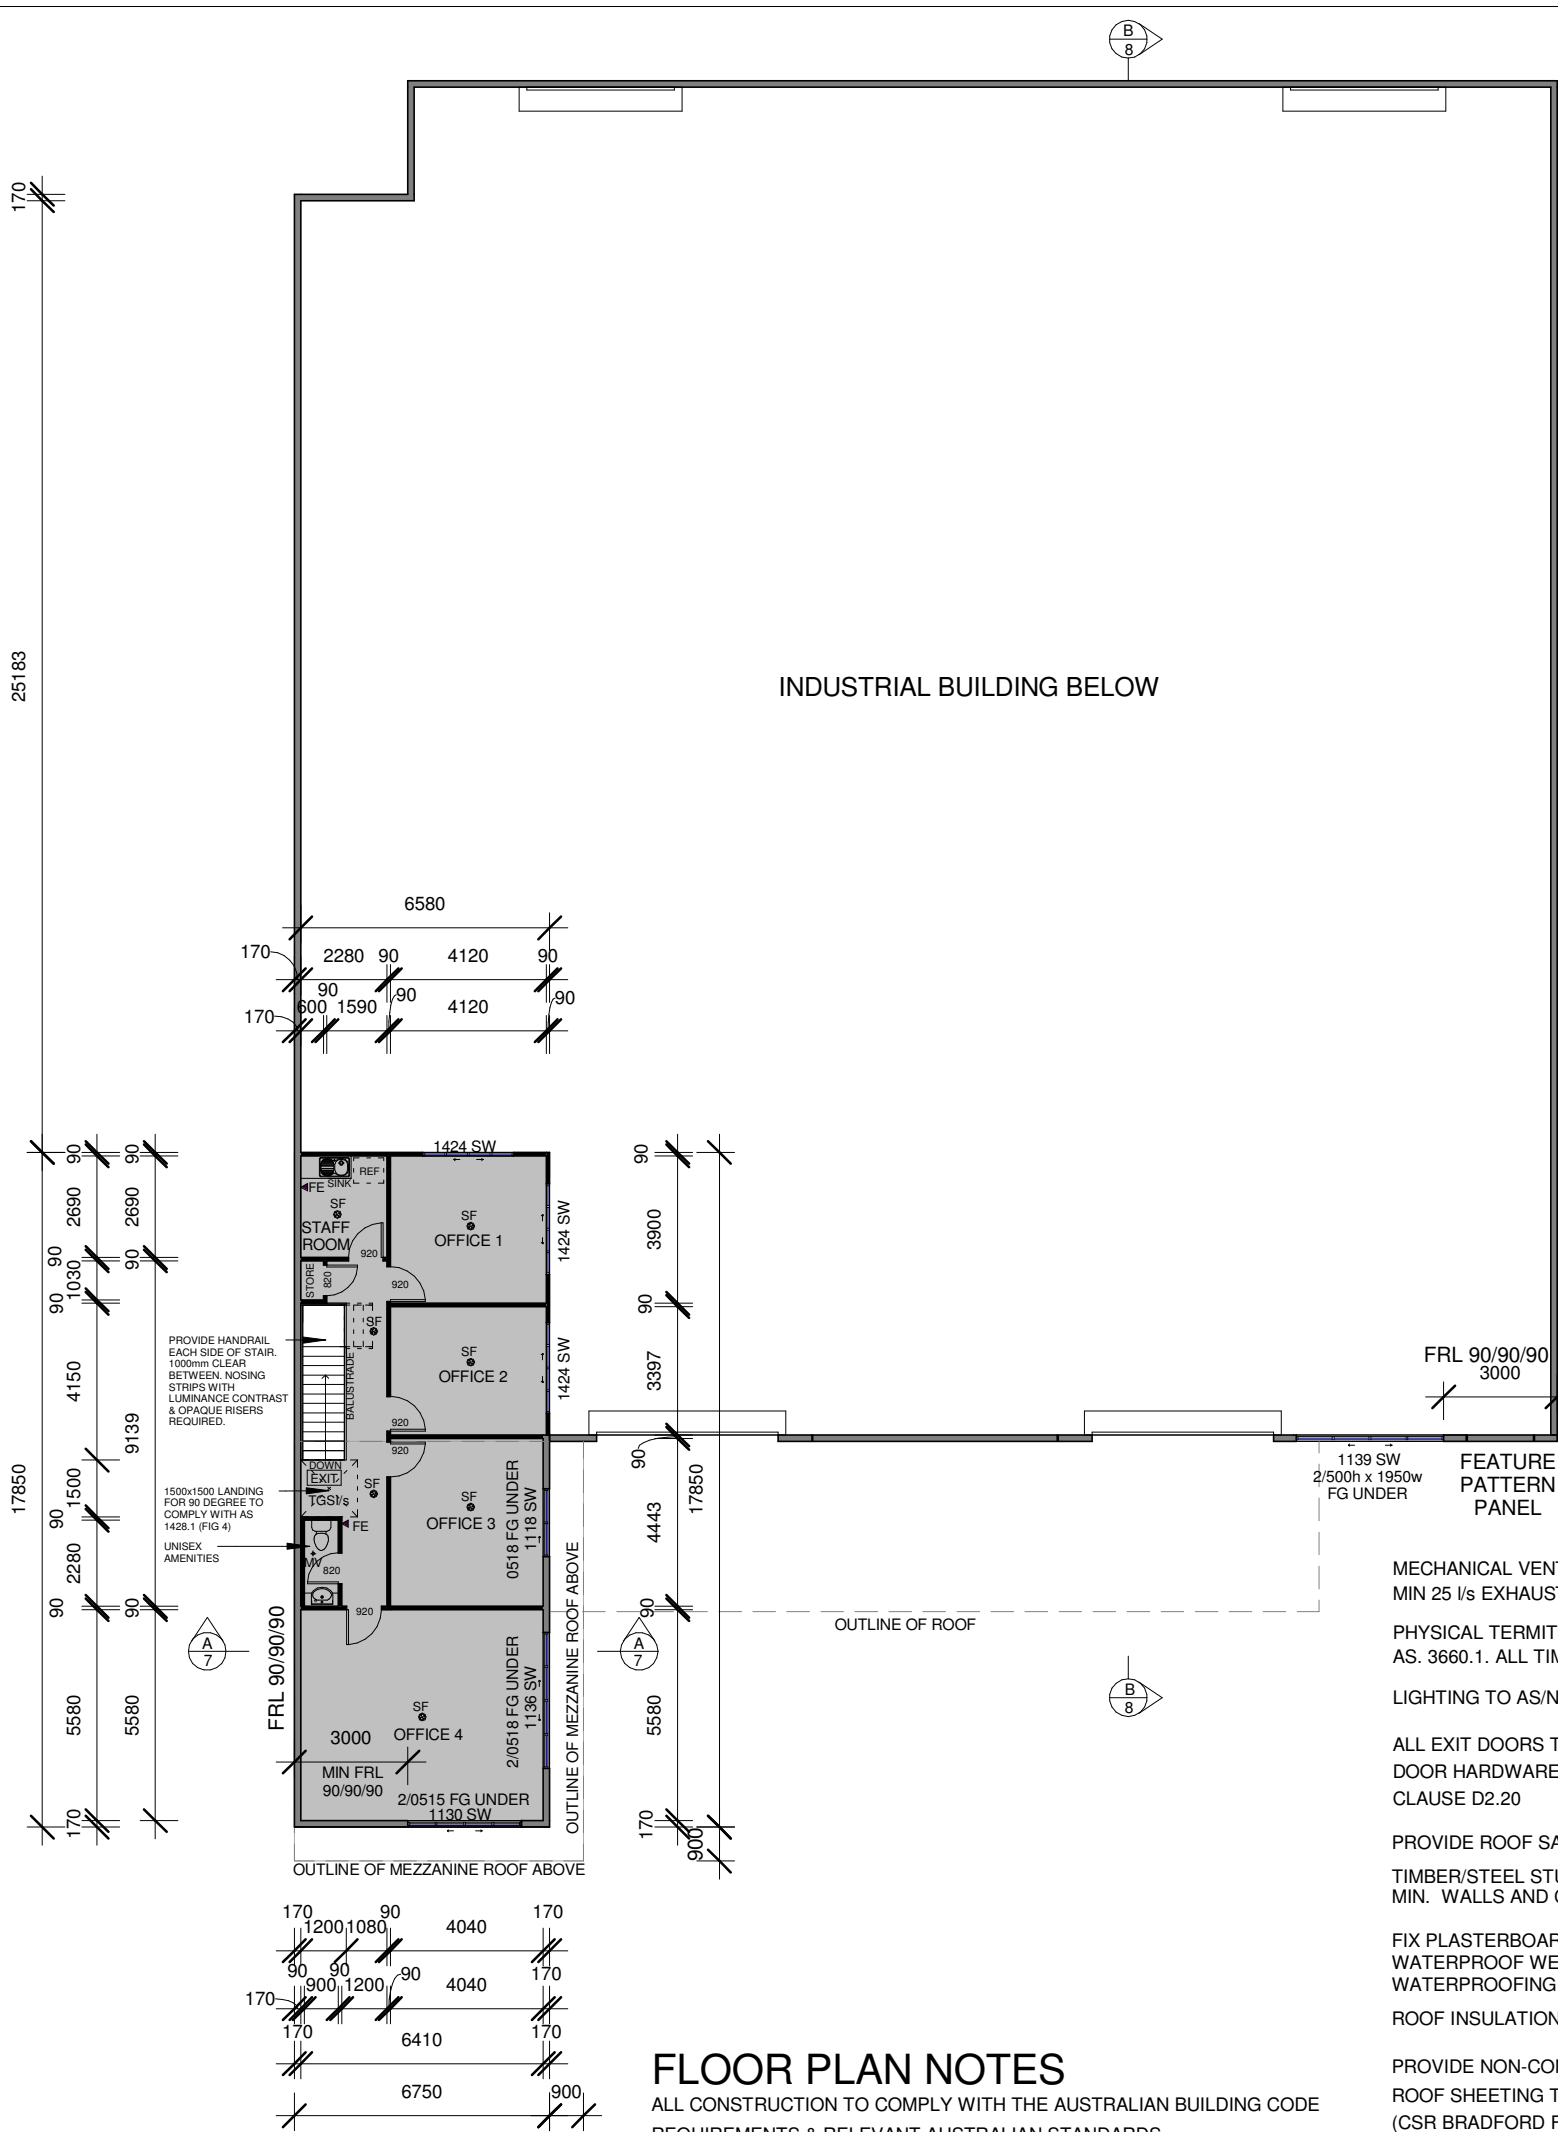 B
8
170
25183
INDUSTRIAL BUILDING BELOW
6580
170
2280
90
4120
90
90
170
600
1590
90
4120
90
1424 SW
90
90
90
2690
2690
3900
90
1030
90
90
90
4150
9139
3397
17850
1500
90
90
2280
4443
17850
90
90
90
5580
5580
5580
170
170
900
SINK
REF
FE
SF
STAFF
ROOM
920
SF
OFFICE 1
1424 SW
STORE
820
920
SF
PROVIDE HANDRAIL
EACH SIDE OF STAIR.
1000mm CLEAR
BETWEEN. NOSING
STRIPS WITH
LUMINANCE CONTRAST
& OPAQUE RISERS
REQUIRED.
BALUSTRADE
SF
OFFICE 2
1424 SW
920
920
FRL 90/90/90
3000
DOWN
EXIT
TGSI/s
SF
SF
OFFICE 3
0518 FG UNDER
1118 SW
1139 SW
2/500h x 1950w
FG UNDER
FEATURE
PATTERN
PANEL
1500x1500 LANDING
FOR 90 DEGREE TO
COMPLY WITH AS
1428.1 (FIG 4)
UNISEX
AMENITIES
FE
MV
820
920
A
7
FRL 90/90/90
A
7
OUTLINE OF ROOF
B
8
SF
OFFICE 4
3000
MIN FRL
90/90/90
2/0518 FG UNDER
1136 SW
2/0515 FG UNDER
1130 SW
OUTLINE OF MEZZANINE ROOF ABOVE
OUTLINE OF MEZZANINE ROOF ABOVE
MECHANICAL VENT
MIN 25 l/s EXHAUS
PHYSICAL TERMIT
AS. 3660.1. ALL TI
LIGHTING TO AS/N
ALL EXIT DOORS T
DOOR HARDWARE
CLAUSE D2.20
PROVIDE ROOF SA
TIMBER/STEEL STU
MIN. WALLS AND
FIX PLASTERBOAR
WATERPROOF WE
WATERPROOFING
ROOF INSULATION
PROVIDE NON-CO
ROOF SHEETING T
(CSR BRADFORD
170
1200
1080
90
4040
170
90
90
170
900
1200
90
4040
170
170
6410
170
6750
900
FLOOR PLAN NOTES
ALL CONSTRUCTION TO COMPLY WITH THE AUSTRALIAN BUILDING CODE
REQUIREMENTS & RELEVANT AUSTRALIAN STANDARDS